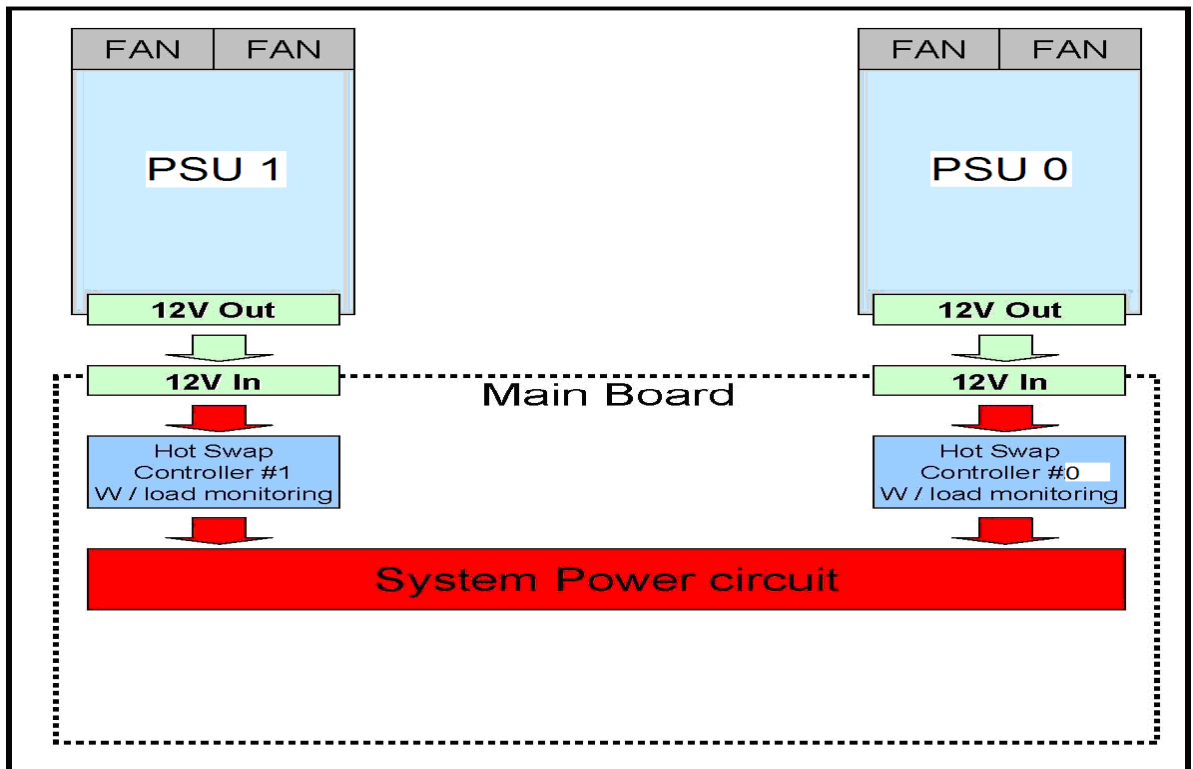 FAN FAN
PSU 1
12V Out
12V In
Hot Swap
Controller #1
W / load monitoring
FAN FAN
PSU 0
12V Out
12V In
Hot Swap
Controller #0
W / load monitoring
Main Board
System Power circuit